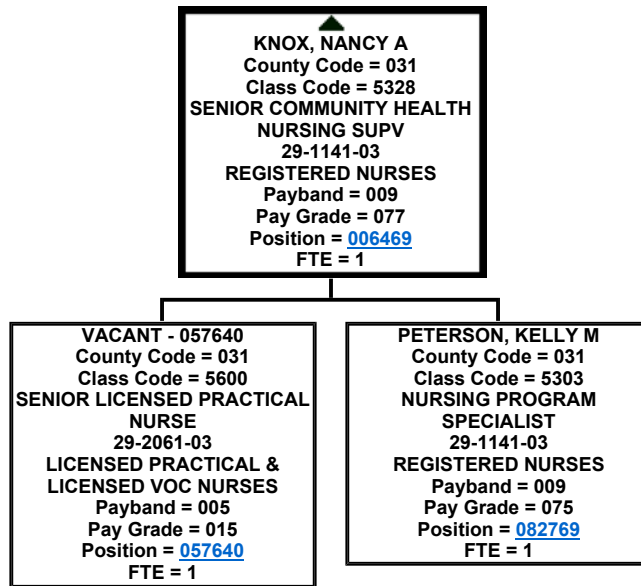 KNOX, NANCY A
County Code = 031
Class Code = 5328
SENIOR COMMUNITY HEALTH
NURSING SUPV
29-1141-03
REGISTERED NURSES
Payband = 009
Pay Grade = 077
Position = 006469
FTE = 1
VACANT - 057640
County Code = 031
Class Code = 5600
SENIOR LICENSED PRACTICAL
NURSE
29-2061-03
LICENSED PRACTICAL &
LICENSED VOC NURSES
Payband = 005
Pay Grade = 015
Position = 057640
FTE = 1
PETERSON, KELLY M
County Code = 031
Class Code = 5303
NURSING PROGRAM
SPECIALIST
29-1141-03
REGISTERED NURSES
Payband = 009
Pay Grade = 075
Position = 082769
FTE = 1